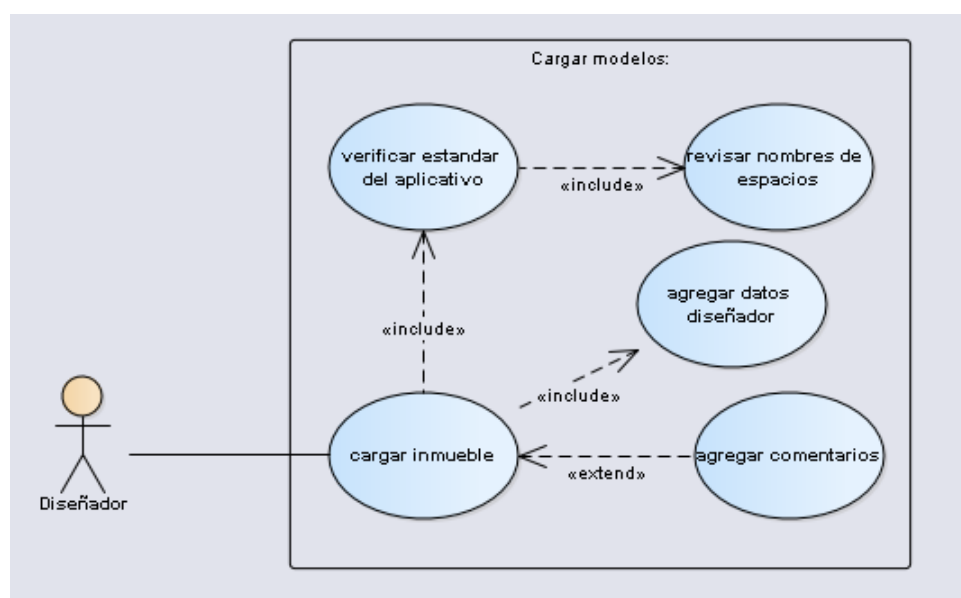 Cargar modelos:
verificar estandar
del aplicativo
revisar nombres de
espacios
«include»
agregar datos
diseñador
«include»
«include»
cargar inmueble
agregar comentarios
«extend»
Diseñador